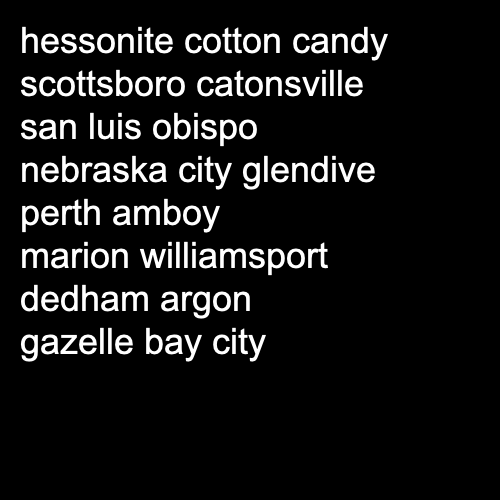 hessonite cotton candy
scottsboro catonsville
san luis obispo
nebraska city glendive
perth amboy
marion williamsport
dedham argon
gazelle bay city